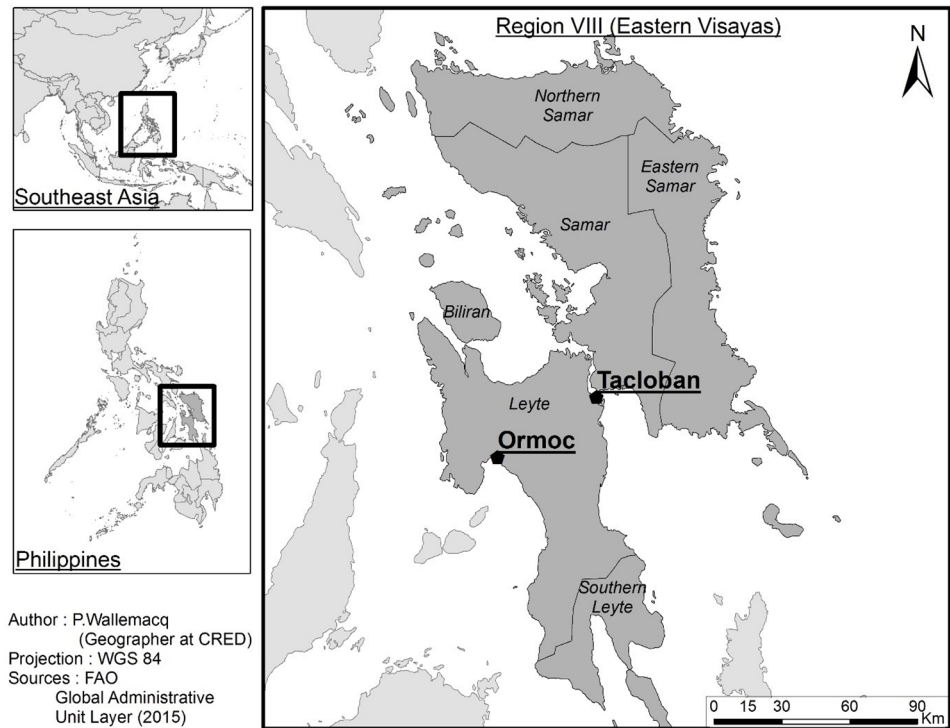 Southeast Asia
Philippines
Author : P.Wallemacq
(Geographer at CRED)
Projection : WGS 84
Sources : FAO
Global Administrative
Unit Layer (2015)
Region VIII (Eastern Visayas)
N
Northern
Samar
Eastern
Samar
Samar
Biliran
Tacloban
Leyte
Ormoc
Southern
Leyte
0 15 30 60 90
Km